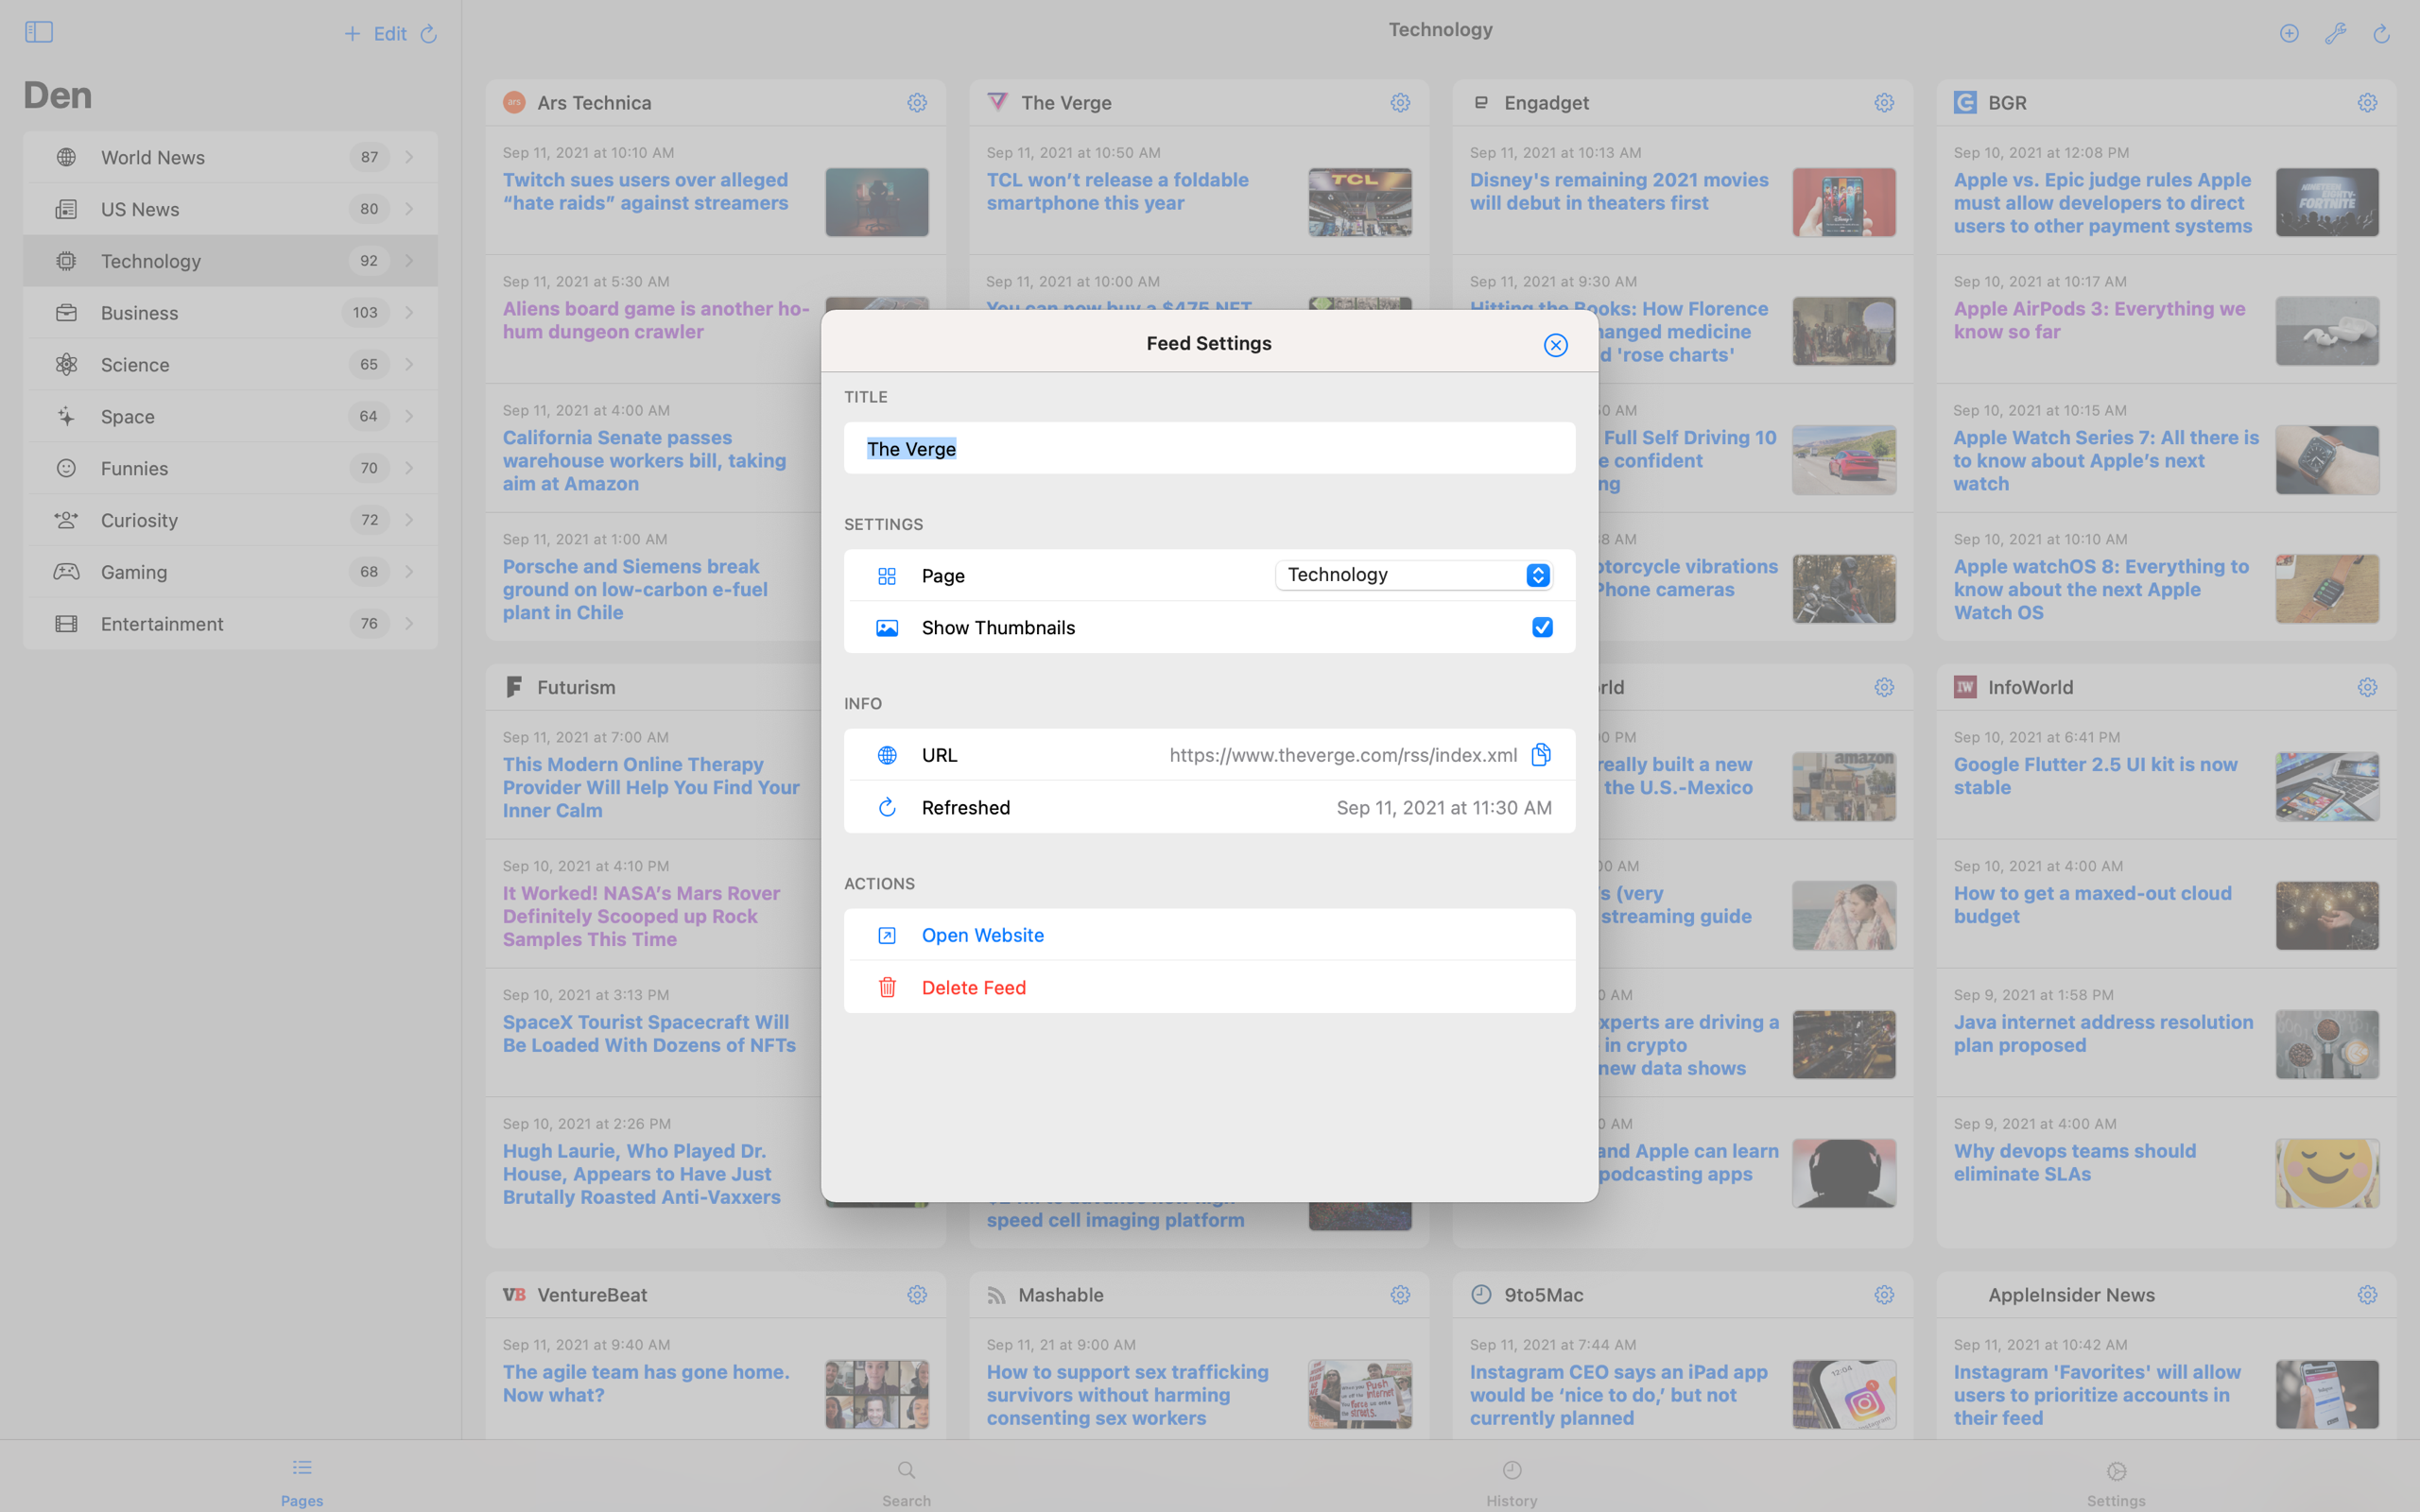 Edit
Technology
Den
World News 87
US News 80
Technology 92
Business 103
Science 65
Space 64
Funnies 70
Curiosity 72
Gaming 68
Entertainment 76
ars Ars Technica
Sep 11, 2021 at 10:10 AM
Twitch sues users over alleged
“hate raids” against streamers
Sep 11, 2021 at 5:30 AM
Aliens board game is another ho-
hum dungeon crawler
Sep 11, 2021 at 4:00 AM
California Senate passes
warehouse workers bill, taking
aim at Amazon
Sep 11, 2021 at 1:00 AM
Porsche and Siemens break
ground on low-carbon e-fuel
plant in Chile
The Verge
Sep 11, 2021 at 10:50 AM
TCL won’t release a foldable
smartphone this year
TCL
Sep 11, 2021 at 10:00 AM
You can now buy a $475 NFT
Engadget
Sep 11, 2021 at 10:13 AM
Disney's remaining 2021 movies
will debut in theaters first
Sep 11, 2021 at 9:30 AM
Hitting the Books: How Florence
hanged medicine
d 'rose charts'
0 AM
Full Self Driving 10
e confident
ng
8 AM
otorcycle vibrations
Phone cameras
BGR
Sep 10, 2021 at 12:08 PM
Apple vs. Epic judge rules Apple
must allow developers to direct
users to other payment systems
NINETEEN
EIGHTY-
FORTNITE
Sep 10, 2021 at 10:17 AM
Apple AirPods 3: Everything we
know so far
Sep 10, 2021 at 10:15 AM
Apple Watch Series 7: All there is
to know about Apple’s next
watch
Sep 10, 2021 at 10:10 AM
Apple watchOS 8: Everything to
know about the next Apple
Watch OS
Feed Settings
TITLE
The Verge
SETTINGS
Page Technology
Show Thumbnails
INFO
URL https://www.theverge.com/rss/index.xml
Refreshed Sep 11, 2021 at 11:30 AM
ACTIONS
Open Website
Delete Feed
Futurism
Sep 11, 2021 at 7:00 AM
This Modern Online Therapy
Provider Will Help You Find Your
Inner Calm
Sep 10, 2021 at 4:10 PM
It Worked! NASA’s Mars Rover
Definitely Scooped up Rock
Samples This Time
Sep 10, 2021 at 3:13 PM
SpaceX Tourist Spacecraft Will
Be Loaded With Dozens of NFTs
Sep 10, 2021 at 2:26 PM
Hugh Laurie, Who Played Dr.
House, Appears to Have Just
Brutally Roasted Anti-Vaxxers
speed cell imaging platform
rld
0 PM
really built a new
the U.S.-Mexico
amazon
00 AM
's (very
streaming guide
0 AM
xperts are driving a
in crypto
new data shows
0 AM
and Apple can learn
podcasting apps
IW InfoWorld
Sep 10, 2021 at 6:41 PM
Google Flutter 2.5 UI kit is now
stable
Sep 10, 2021 at 4:00 AM
How to get a maxed-out cloud
budget
Sep 9, 2021 at 1:58 PM
Java internet address resolution
plan proposed
Sep 9, 2021 at 4:00 AM
Why devops teams should
eliminate SLAs
VB VentureBeat
Sep 11, 2021 at 9:40 AM
The agile team has gone home.
Now what?
Mashable
Sep 11, 21 at 9:00 AM
How to support sex trafficking
survivors without harming
consenting sex workers
9to5Mac
Sep 11, 2021 at 7:44 AM
Instagram CEO says an iPad app
would be ‘nice to do,’ but not
currently planned
12:04
AppleInsider News
Sep 11, 2021 at 10:42 AM
Instagram 'Favorites' will allow
users to prioritize accounts in
their feed
Pages
Search
History
Settings